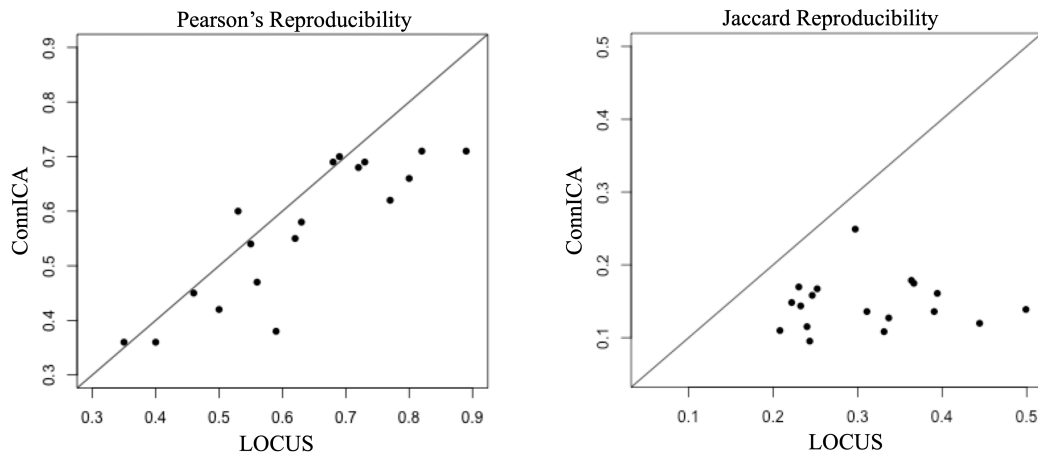 Pearson's Reproducibility
ConnICA
0.9
0.8
0.7
0.6
0.5
0.4
0.3
0.3 0.4 0.5 0.6 0.7 0.8 0.9
LOCUS
Jaccard Reproducibility
ConnICA
0.5
0.4
0.3
0.2
0.1
0.1 0.2 0.3 0.4 0.5
LOCUS